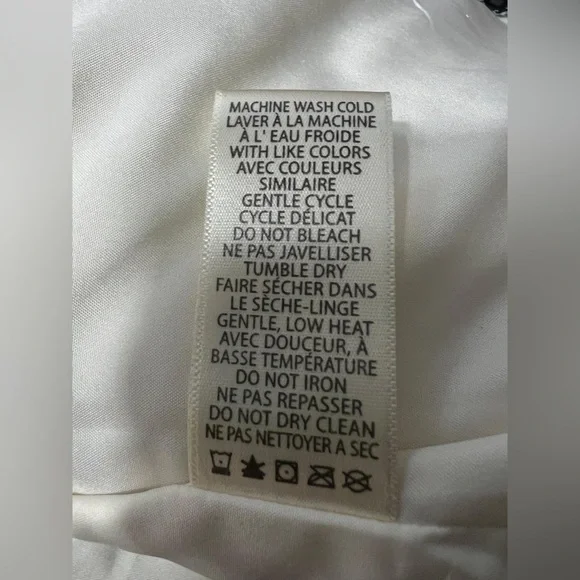 MACHINE WASH COLD
LAVER À LA MACHINE
À L' EAU FROIDE
WITH LIKE COLORS
AVEC COULEURS
SIMILAIRE
GENTLE CYCLE
CYCLE DÉLICAT
DO NOT BLEACH
NE PAS JAVELLISER
TUMBLE DRY
FAIRE SÉCHER DANS
LE SÈCHE-LINGE
GENTLE, LOW HEAT
AVEC DOUCEUR, À
BASSE TEMPÉRATURE
DO NOT IRON
NE PAS REPASSER
DO NOT DRY CLEAN
NE PAS NETTOYER A SEC